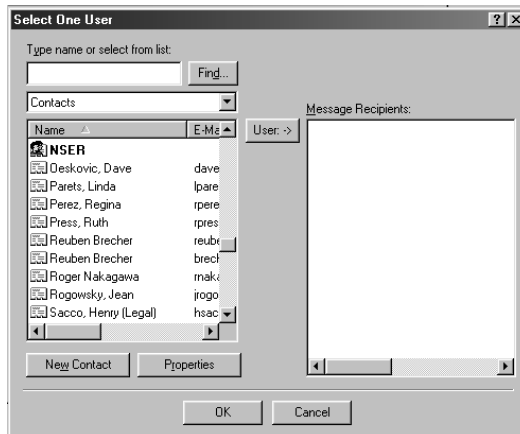 Select One User
Type name or select from list:
Find...
Contacts
Name E-Ma
User: ->
Message Recipients:
NSER
Oeskovic, Dave dave
Parets, Linda lpare
Perez, Regina rpere
Press, Ruth rpres
Reuben Brecher reube
Reuben Brecher brech
Roger Nakagawa rnaka
Rogowsky, Jean jrogo
Sacco, Henry (Legal) hsac
New Contact Properties
OK Cancel